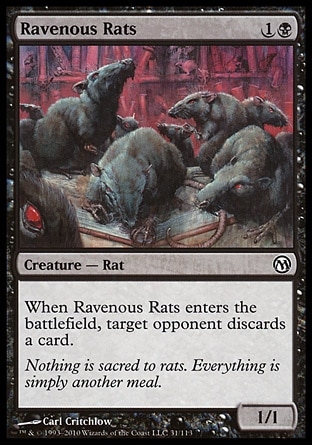 Ravenous Rats 1
Creature — Rat
When Ravenous Rats enters the
battlefield, target opponent discards
a card.
Nothing is sacred to rats. Everything is
simply another meal.
Carl Critchlow
™ & © 1993–2010 Wizards of the Coast LLC 31/113
1/1